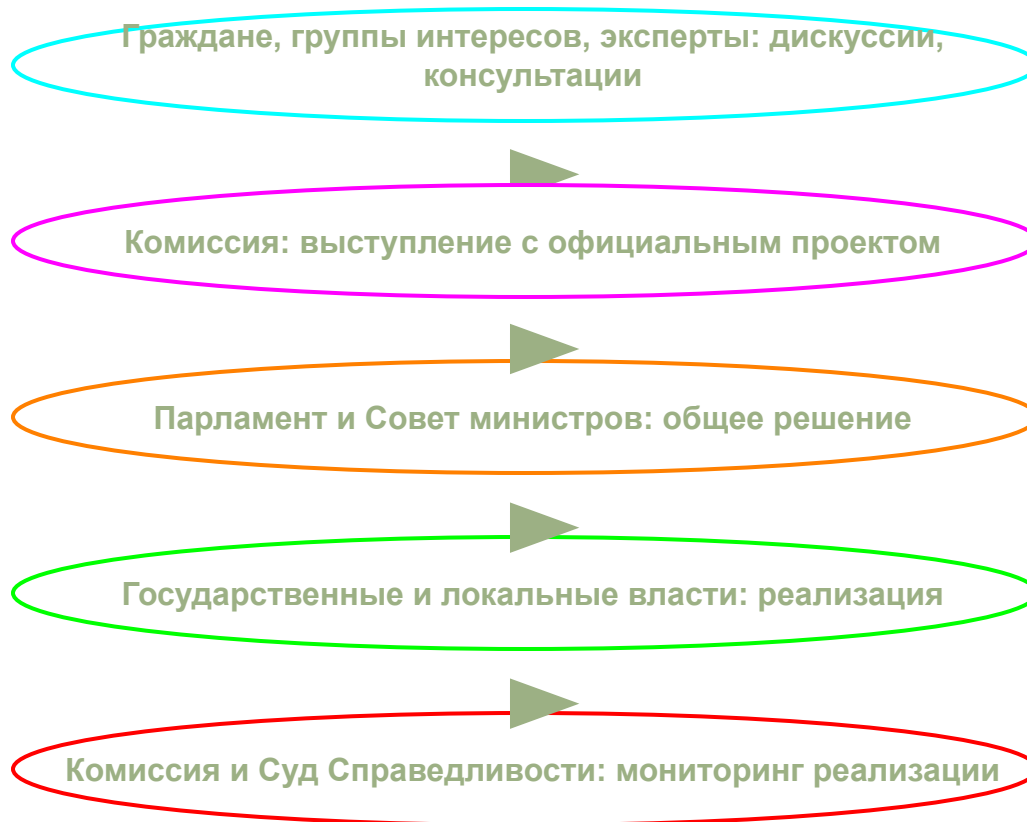 Граждане, группы интересов, эксперты: дискуссии,
консультации
Комиссия: выступление с официальным проектом
Парламент и Совет министров: общее решение
Государственные и локальные власти: реализация
Комиссия и Суд Справедливости: мониторинг реализации